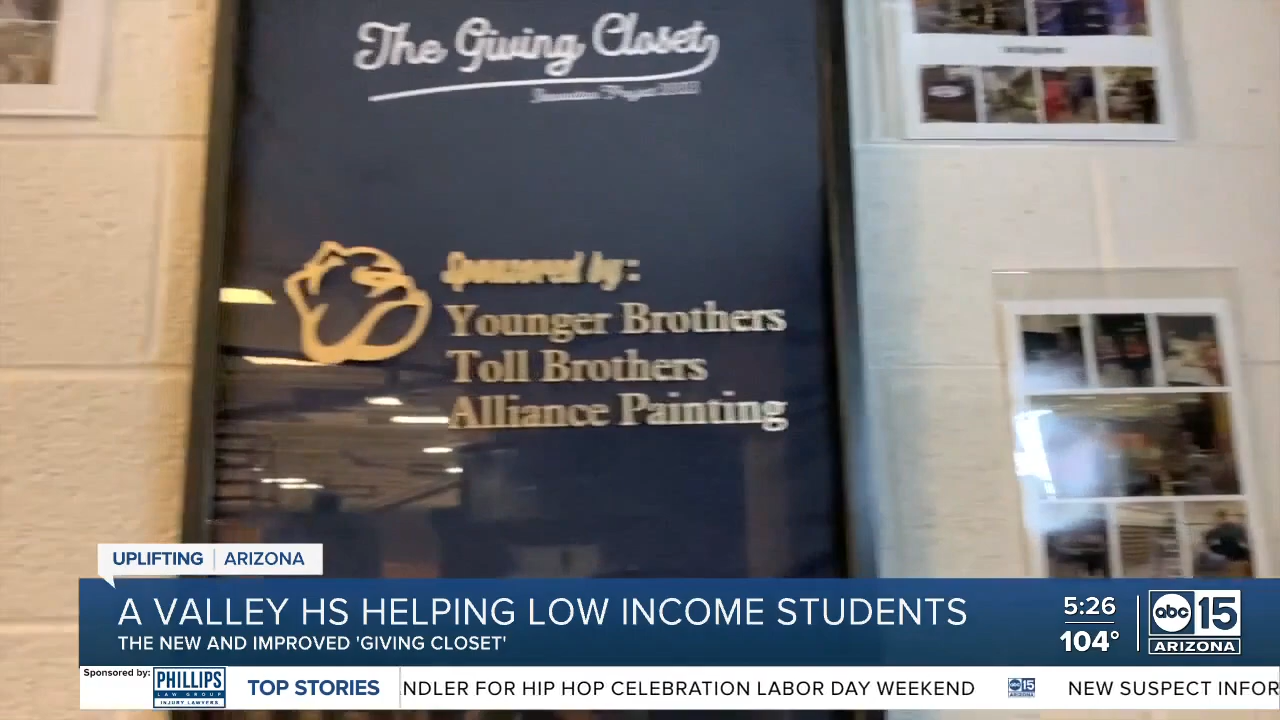 The Giving Closet
Sponsored by:
Younger Brothers
Toll Brothers
Alliance Painting
UPLIFTING | ARIZONA
A VALLEY HS HELPING LOW INCOME STUDENTS
THE NEW AND IMPROVED 'GIVING CLOSET'
5:26
104°
abc 15
ARIZONA
Sponsored by:
PHILLIPS
LAW GROUP
INJURY LAWYERS
TOP STORIES
NDLER FOR HIP HOP CELEBRATION LABOR DAY WEEKEND
abc 15
ARIZONA
NEW SUSPECT INFOR